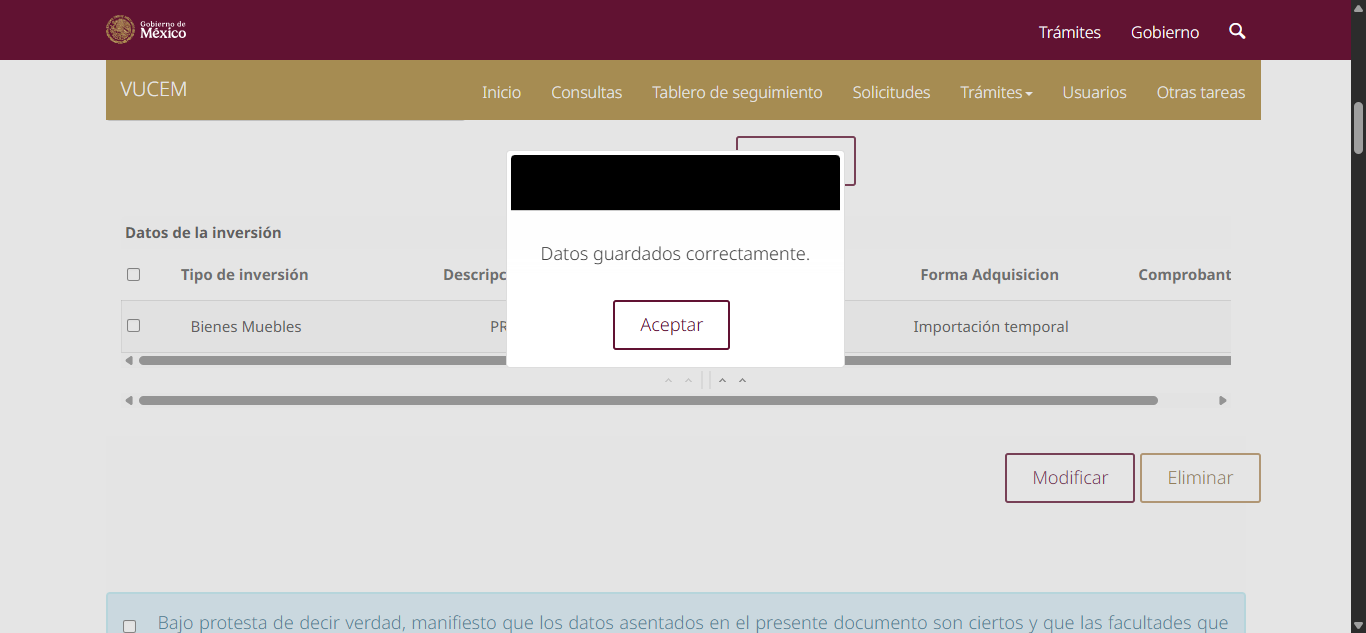 Gobierno de
México
Trámites
Gobierno
VUCEM
Inicio
Consultas
Tablero de seguimiento
Solicitudes
Trámites
Usuarios
Otras tareas
Datos guardados correctamente.
Aceptar
Datos de la inversión
Tipo de inversión
Descripc
Forma Adquisicion
Comprobant
Bienes Muebles
PR
Importación temporal
Modificar
Eliminar
Bajo protesta de decir verdad, manifiesto que los datos asentados en el presente documento son ciertos y que las facultades que